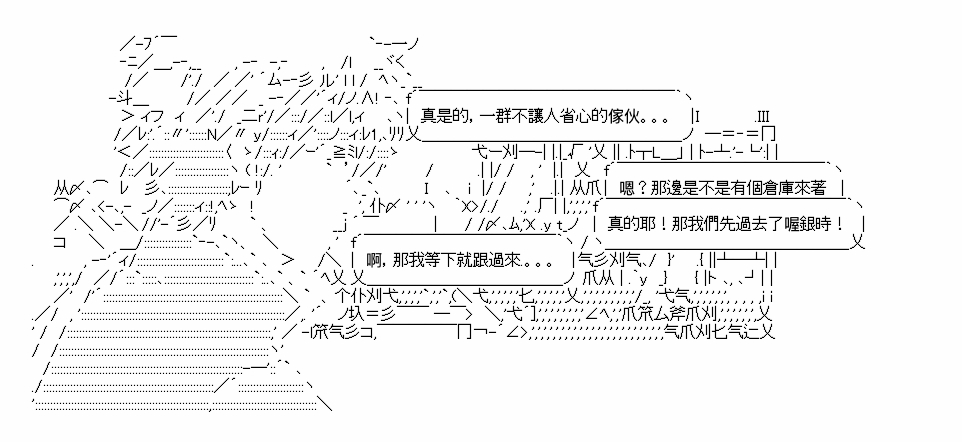 真是的，一群不讓人省心的傢伙。。。
嗯？那邊是不是有個倉庫來著
真的耶！那我們先過去了喔銀時！
啊，那我等下就跟過來．。。。